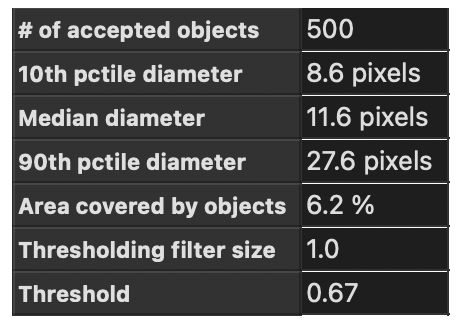 # of accepted objects 500
10th pctile diameter 8.6 pixels
Median diameter 11.6 pixels
90th pctile diameter 27.6 pixels
Area covered by objects 6.2 %
Thresholding filter size 1.0
Threshold 0.67